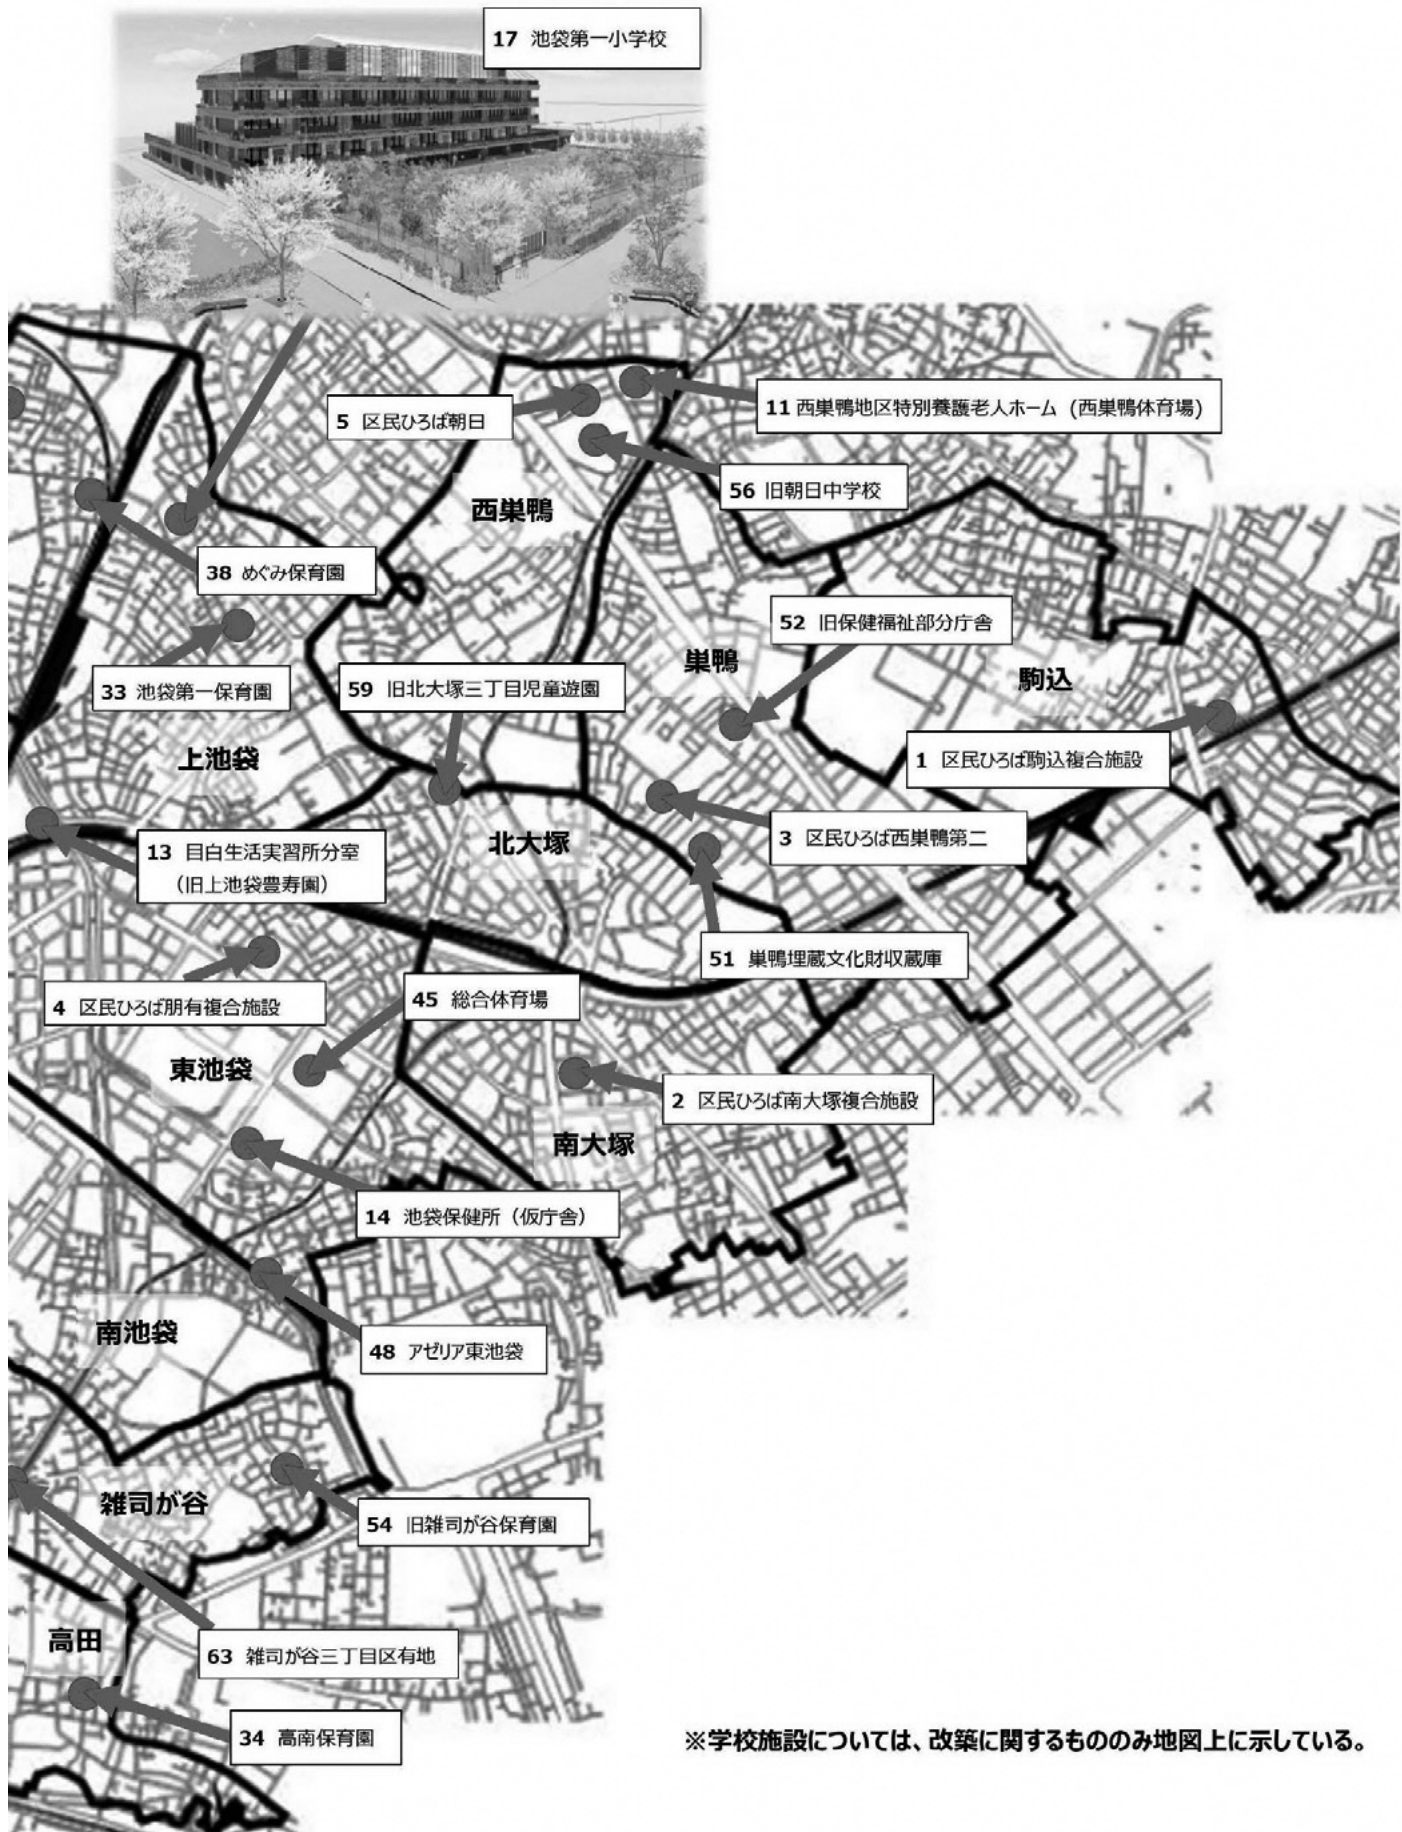 17 池袋第一小学校
5 区民ひろば朝日
11 西巣鴨地区特別養護老人ホーム (西巣鴨体育場)
56 旧朝日中学校
西巣鴨
38 めぐみ保育園
52 旧保健福祉部分庁舎
33 池袋第一保育園
59 旧北大塚三丁目児童遊園
巣鴨
駒込
上池袋
1 区民ひろば駒込複合施設
13 目白生活実習所分室
（旧上池袋豊寿園）
北大塚
3 区民ひろば西巣鴨第二
51 巣鴨埋蔵文化財収蔵庫
4 区民ひろば朋有複合施設
45 総合体育場
東池袋
2 区民ひろば南大塚複合施設
南大塚
14 池袋保健所（仮庁舎）
南池袋
48 アゼリア東池袋
雑司が谷
54 旧雑司が谷保育園
高田
63 雑司が谷三丁目区有地
34 高南保育園
※学校施設については、改築に関するもののみ地図上に示している。